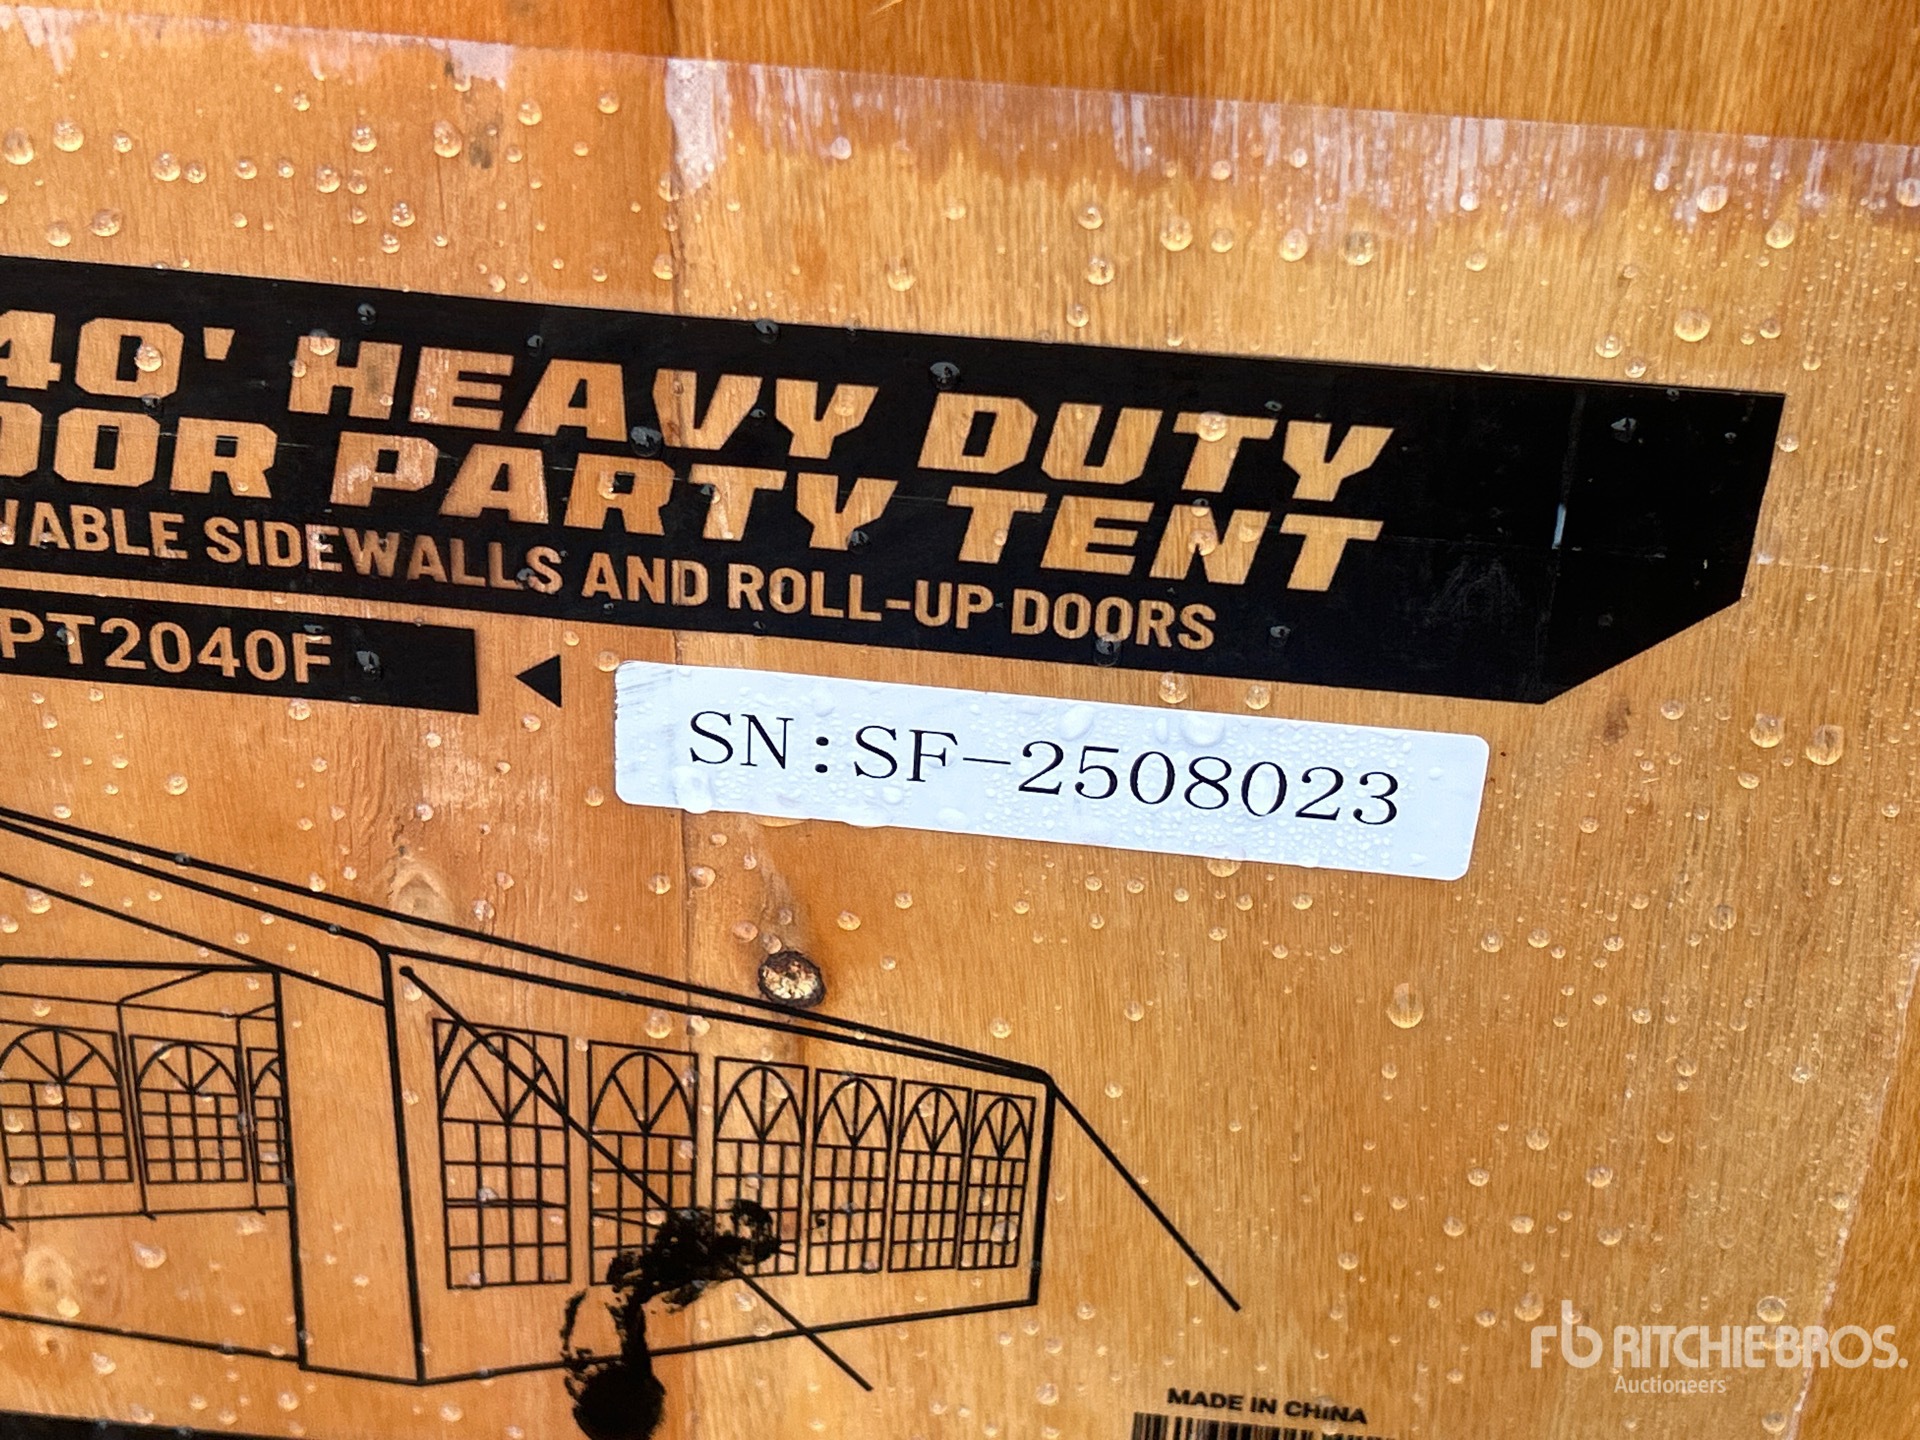 40' HEAVY DUTY
OOR PARTY TENT
VABLE SIDEWALLS AND ROLL-UP DOORS
PT2040F
SN:SF-2508023
MADE IN CHINA
rb RITCHIE BROS.
Auctioneers